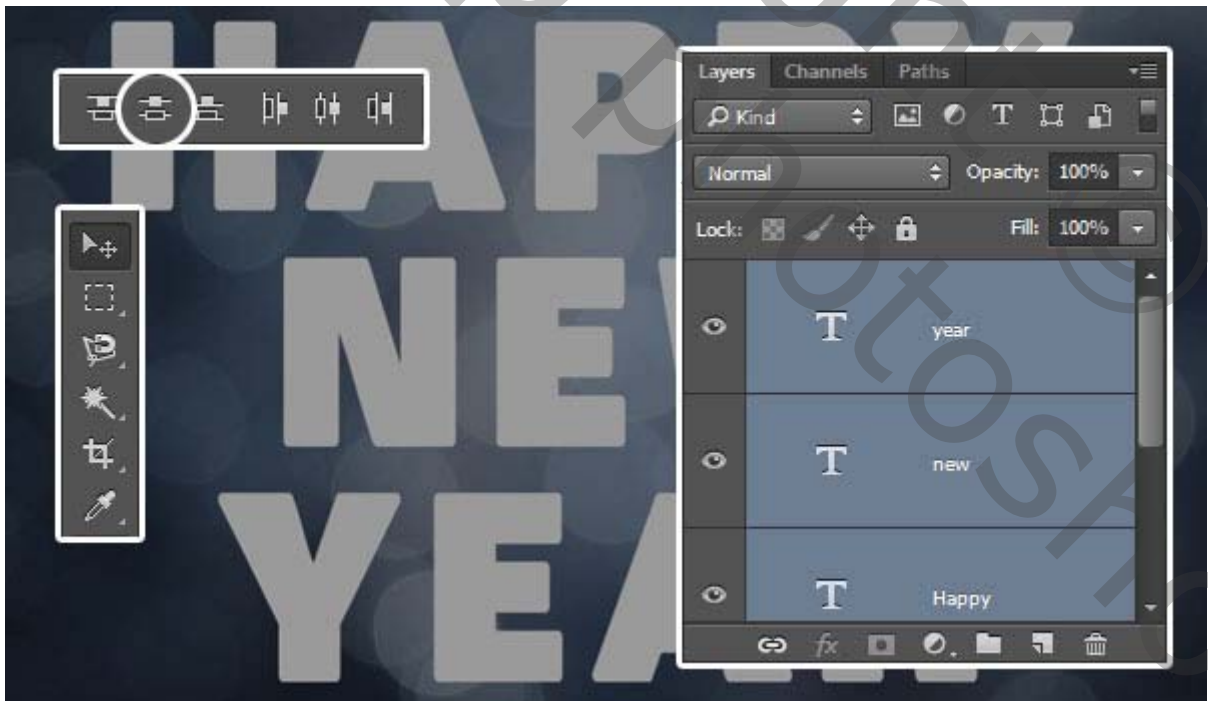 HAPPY
NEW
YEAR
Layers Channels Paths
Kind
Normal Opacity: 100%
Lock: Fill: 100%
year
new
Happy